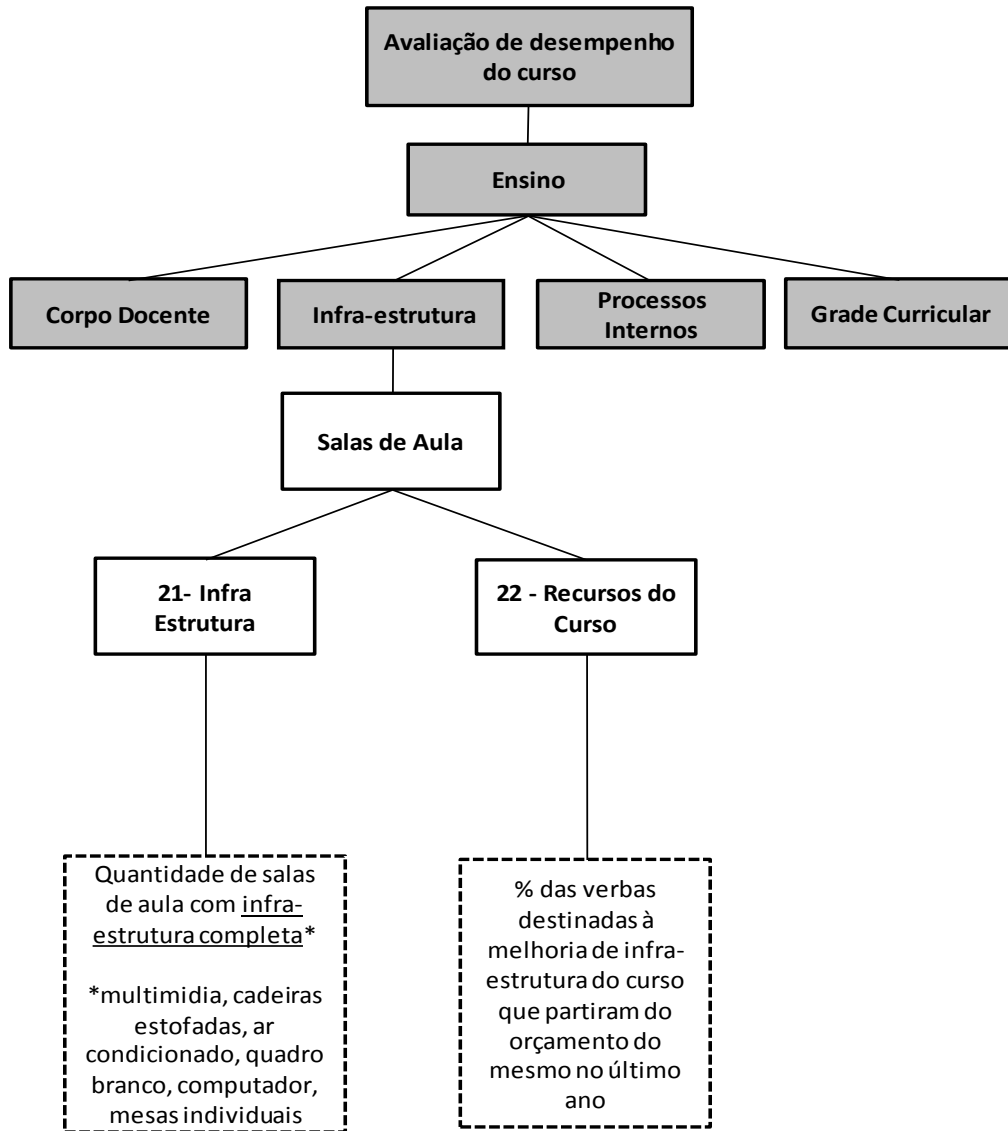 Avaliação de desempenho
do curso
Ensino
Corpo Docente
Infra-estrutura
Processos
Internos
Grade Curricular
Salas de Aula
21- Infra
Estrutura
22 - Recursos do
Curso
Quantidade de salas
de aula com infra-
estrutura completa*
*multimidia, cadeiras
estofadas, ar
condicionado, quadro
branco, computador,
mesas individuais
% das verbas
destinadas à
melhoria de infra-
estrutura do curso
que partiram do
orçamento do
mesmo no último
ano